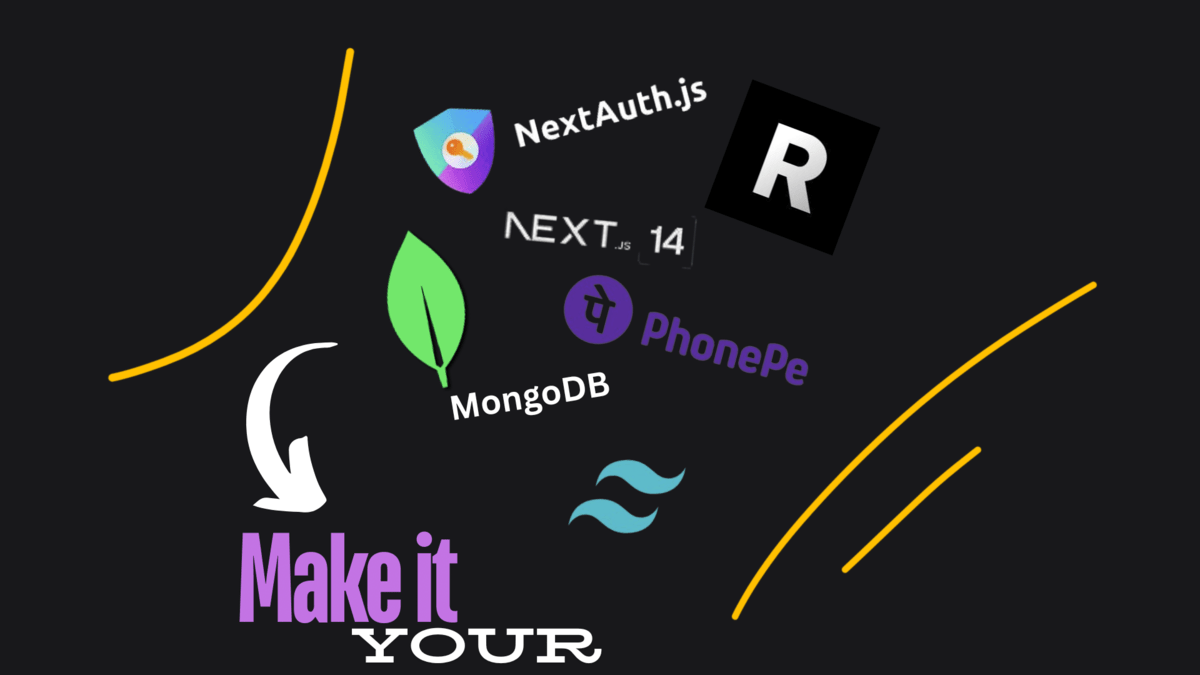 NextAuth.js
R
NEXT.JS 14
पे PhonePe
MongoDB
Make it
YOUR